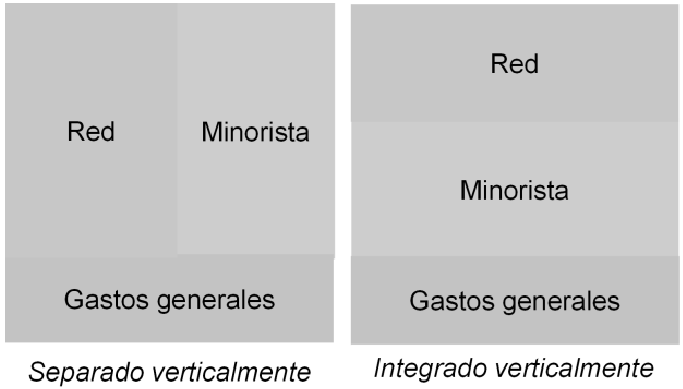 Red
Minorista
Gastos generales
Separado verticalmente
Red
Minorista
Gastos generales
Integrado verticalmente